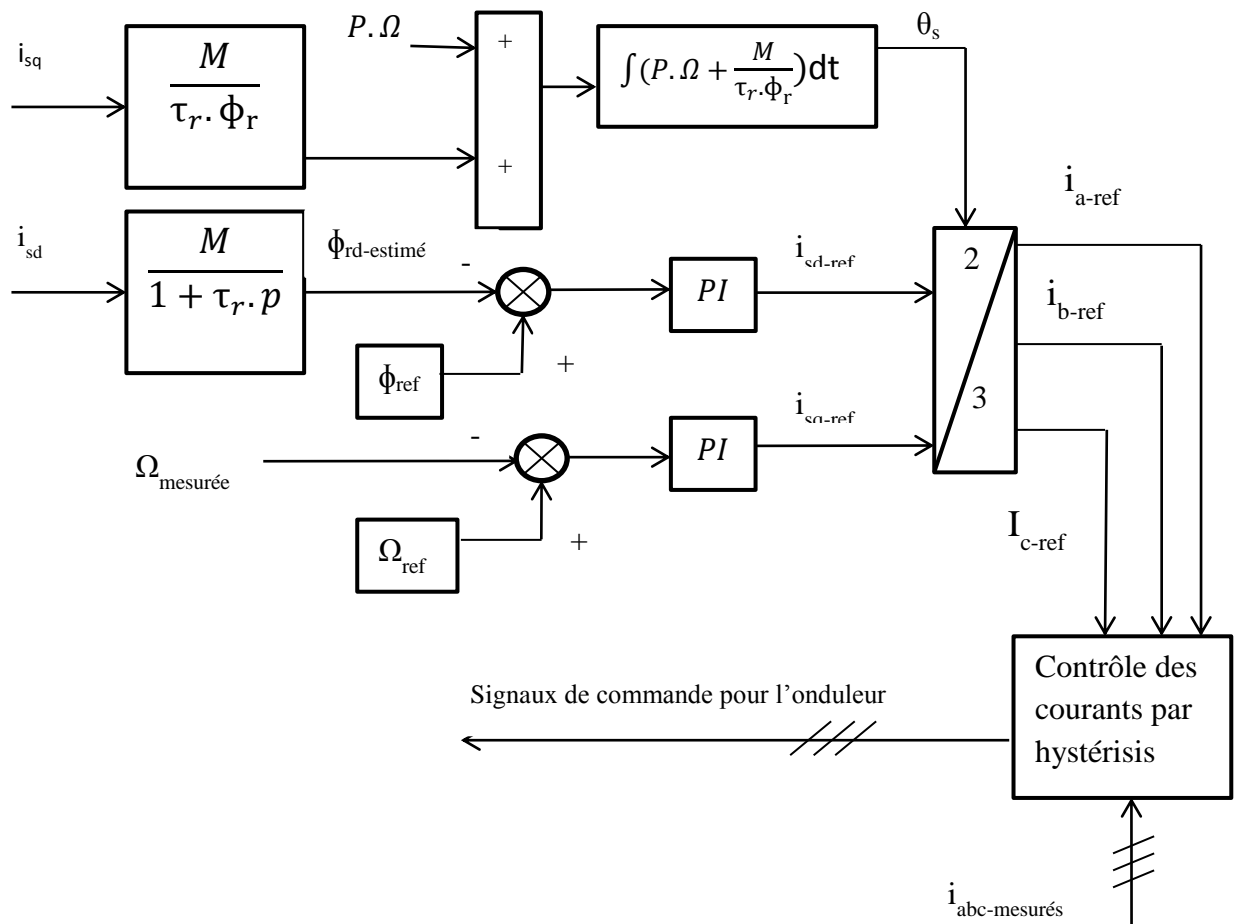 i_sq
M
τ_r. ϕ_r
P. Ω
+
+
∫(P. Ω + M/τ_r.ϕ_r)dt
θ_s
i_sd
M
1 + τ_r. p
ϕ_rd-estimé
-
PI
i_sd-ref
ϕ_ref
+
2
3
i_a-ref
i_b-ref
I_c-ref
Ω_mesurée
-
PI
i_sq-ref
Ω_ref
+
Contrôle des
courants par
hystérisis
Signaux de commande pour l’onduleur
i_abc-mesurés